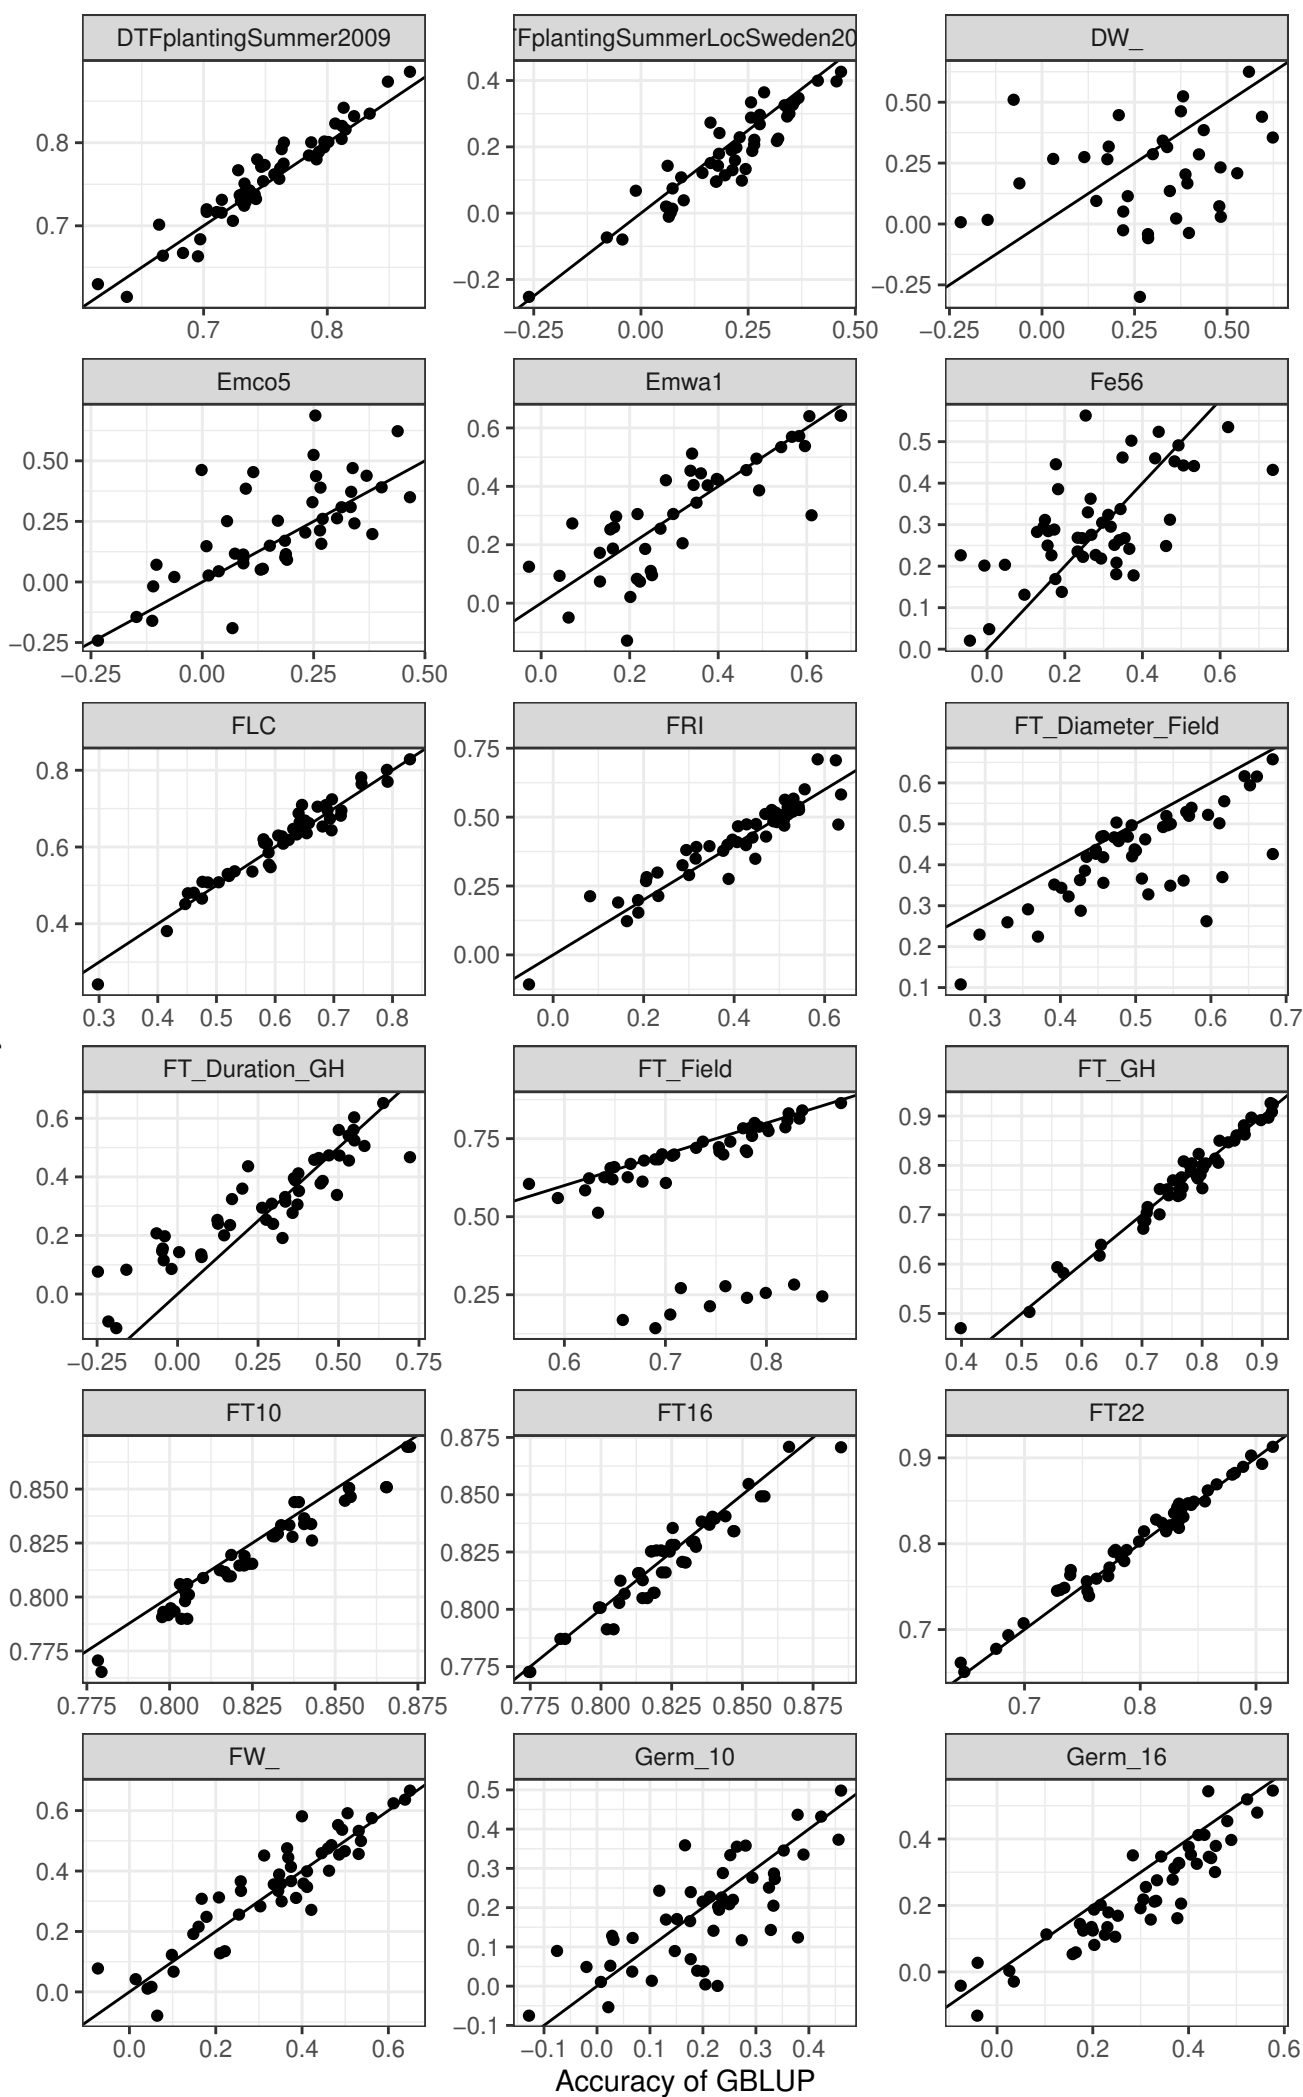 DTFplantingSummer2009
FplantingSummerLocSweden20
DW_
0.8
0.7
0.7 0.8
0.4
0.2
0.0
−0.2
−0.25 0.00 0.25 0.50
0.50
0.25
0.00
−0.25
−0.25 0.00 0.25 0.50
Emco5
Emwa1
Fe56
0.50
0.25
0.00
−0.25
−0.25 0.00 0.25 0.50
0.6
0.4
0.2
0.0
0.0 0.2 0.4 0.6
0.5
0.4
0.3
0.2
0.1
0.0
0.0 0.2 0.4 0.6
FLC
FRI
FT_Diameter_Field
0.8
0.6
0.4
0.3 0.4 0.5 0.6 0.7 0.8
0.75
0.50
0.25
0.00
0.0 0.2 0.4 0.6
0.6
0.5
0.4
0.3
0.2
0.1
0.3 0.4 0.5 0.6 0.7
FT_Duration_GH
FT_Field
FT_GH
0.6
0.4
0.2
0.0
−0.25 0.00 0.25 0.50 0.75
0.75
0.50
0.25
0.6 0.7 0.8
0.9
0.8
0.7
0.6
0.5
0.4 0.5 0.6 0.7 0.8 0.9
FT10
FT16
FT22
0.850
0.825
0.800
0.775
0.775 0.800 0.825 0.850 0.875
0.875
0.850
0.825
0.800
0.775
0.775 0.800 0.825 0.850 0.875
0.9
0.8
0.7
0.7 0.8 0.9
FW_
Germ_10
Germ_16
0.6
0.4
0.2
0.0
0.0 0.2 0.4 0.6
0.5
0.4
0.3
0.2
0.1
0.0
−0.1
−0.1 0.0 0.1 0.2 0.3 0.4
0.4
0.2
0.0
0.0 0.2 0.4 0.6
Accuracy of GBLUP